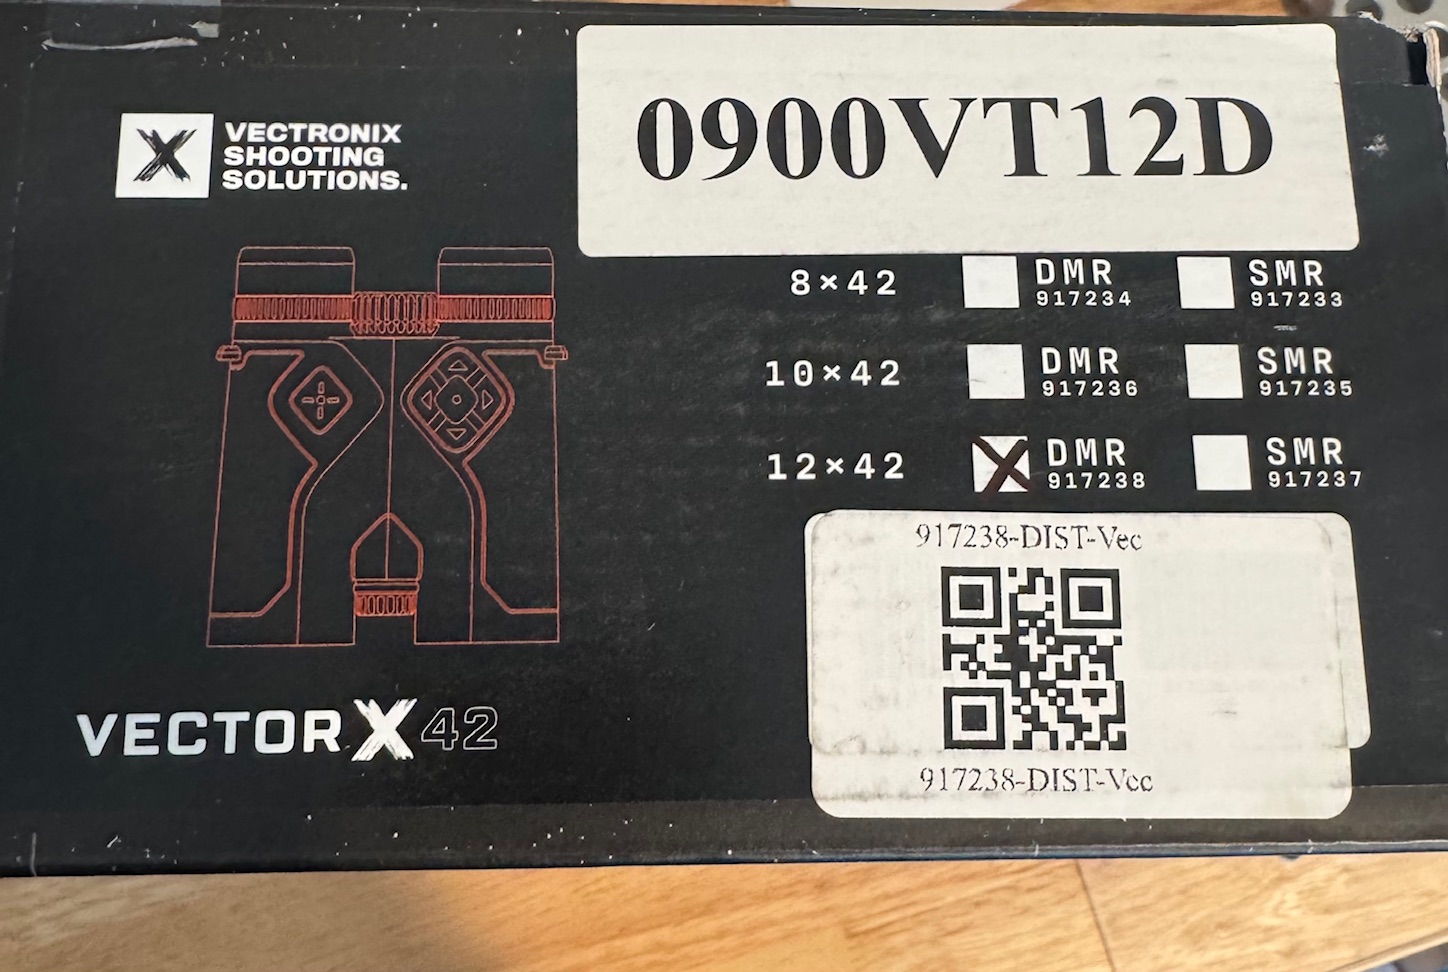 VECTRONIX
SHOOTING
SOLUTIONS.
0900VT12D
8×42 DMR SMR
917234 917233
10×42 DMR SMR
917236 917235
12×42 DMR SMR
917238 917237
917238-DIST-Vec
917238-DIST-Vec
VECTOR X 42